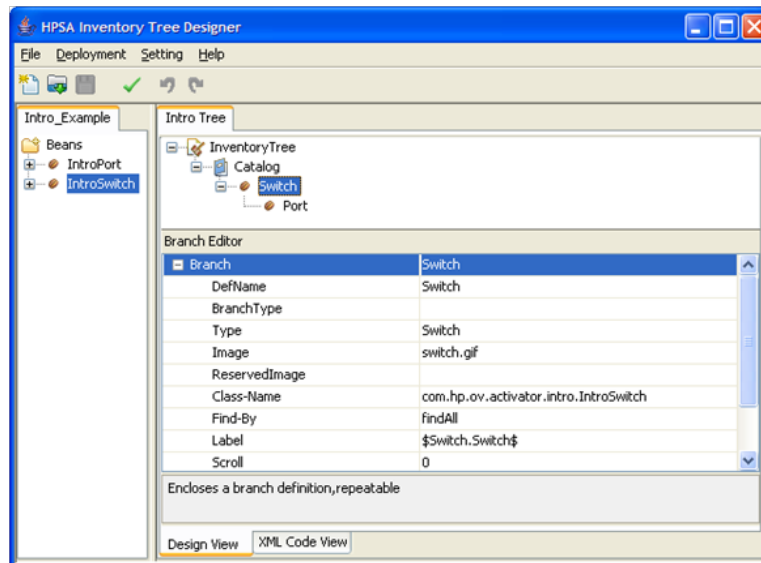 HPSA Inventory Tree Designer
File Deployment Setting Help
Intro_Example
Beans
IntroPort
IntroSwitch
Intro Tree
InventoryTree
Catalog
Switch
Port
Branch Editor
Branch Switch
DefName Switch
BranchType
Type Switch
Image switch.gif
ReservedImage
Class-Name com.hp.ov.activator.intro.IntroSwitch
Find-By findAll
Label $Switch.Switch$
Scroll 0
Encloses a branch definition,repeatable
Design View XML Code View